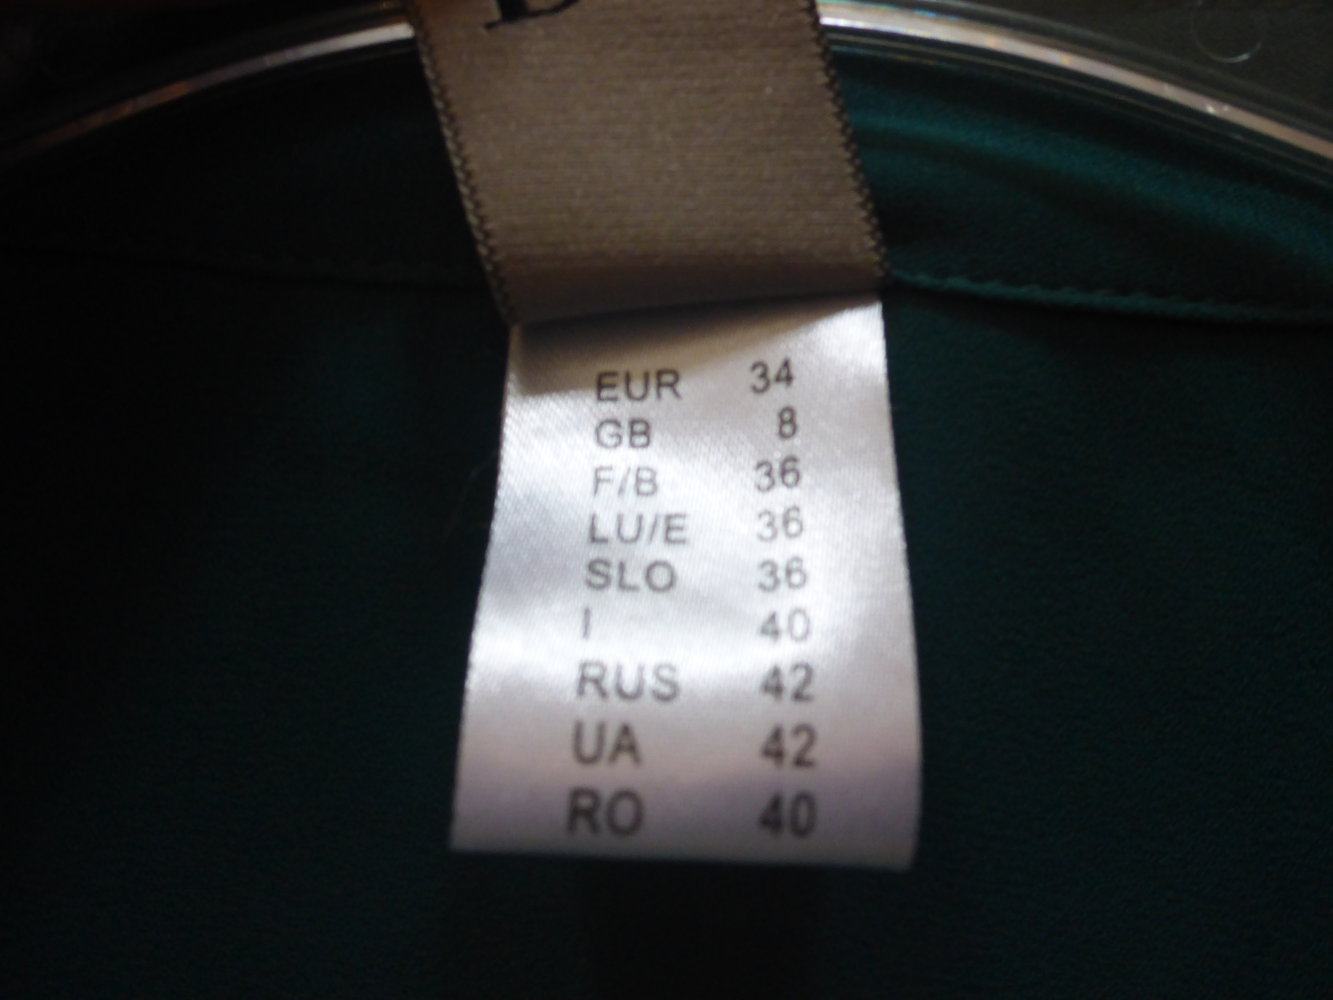 EUR 34
GB 8
F/B 36
LU/E 36
SLO 36
I 40
RUS 42
UA 42
RO 40